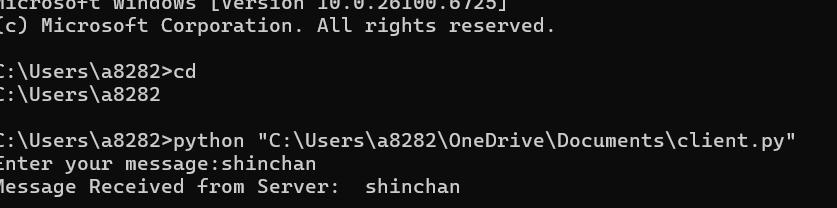 Microsoft Windows [Version 10.0.26100.6725]
(c) Microsoft Corporation. All rights reserved.
C:\Users\a8282>cd
C:\Users\a8282
C:\Users\a8282>python "C:\Users\a8282\OneDrive\Documents\client.py"
Enter your message:shinchan
Message Received from Server:  shinchan